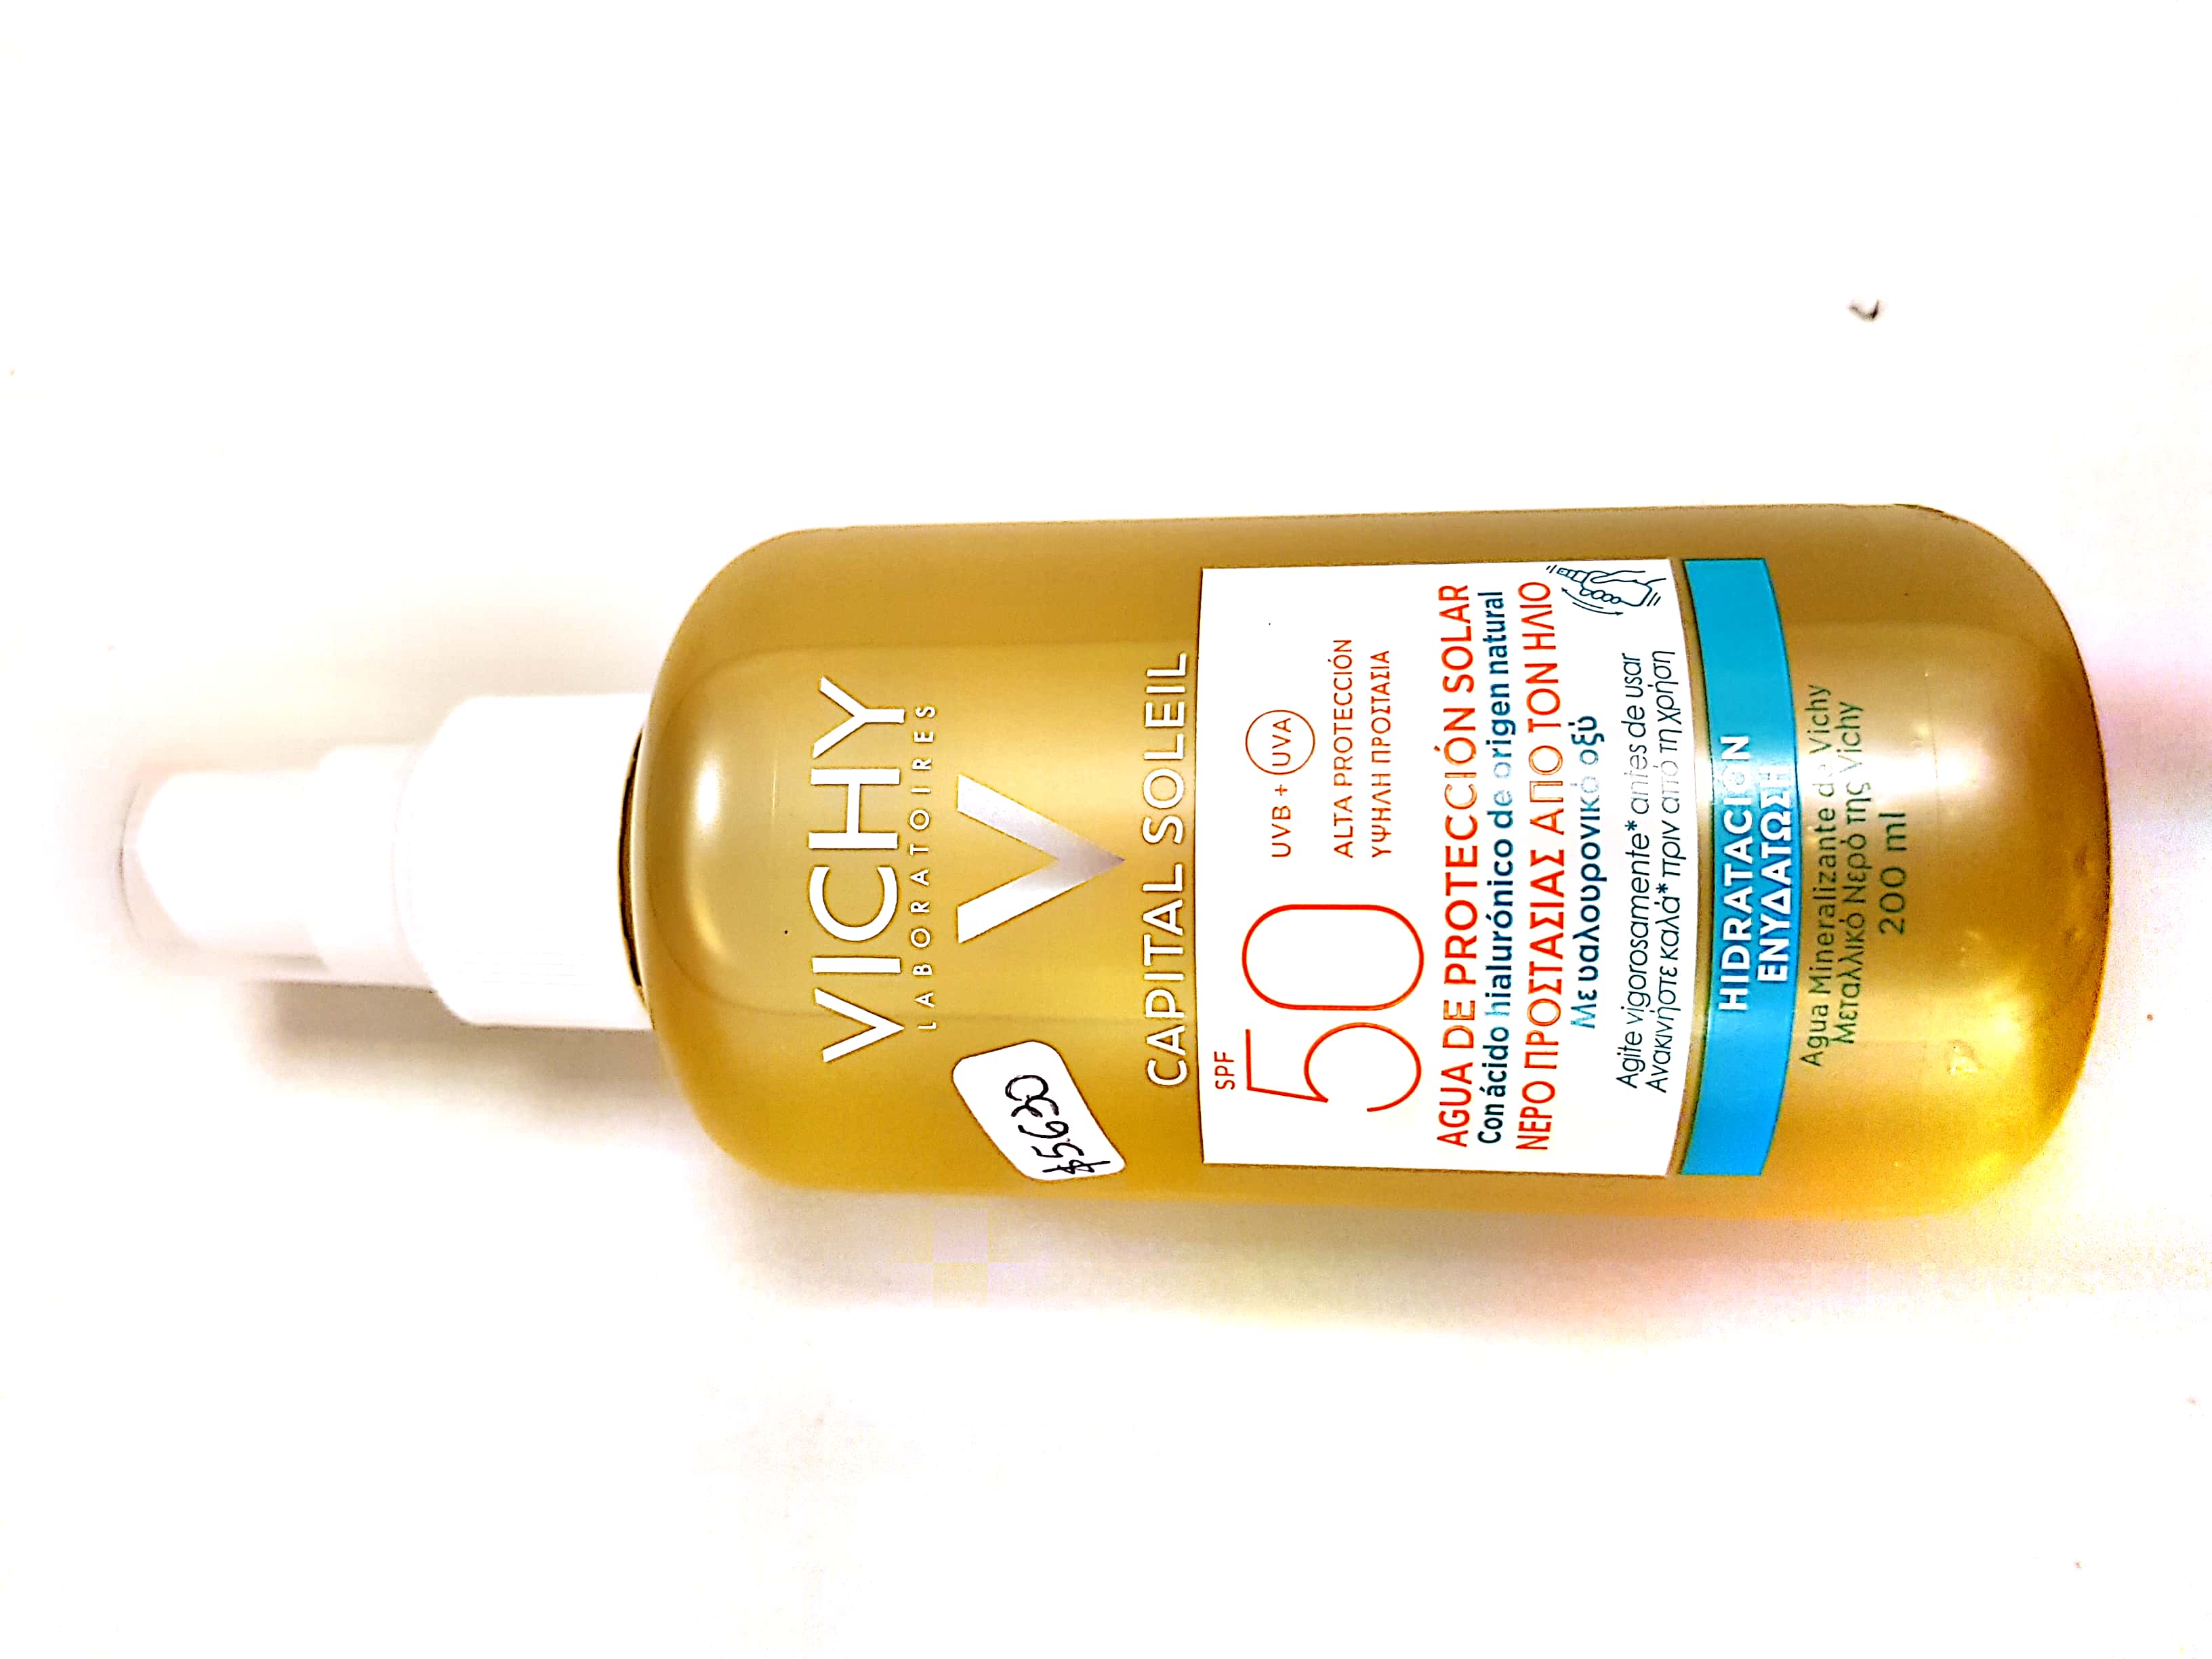 VICHY
LABORATOIRES
V
$5.630
CAPITAL SOLEIL
SPF
50
UVB + UVA
ALTA PROTECCIÓN
ΥΨΗΛΗ ΠΡΟΣΤΑΣΙΑ
AGUA DE PROTECCIÓN SOLAR
Con ácido hialurónico de origen natural
ΝΕΡΟ ΠΡΟΣΤΑΣΙΑΣ ΑΠΟ ΤΟΝ ΗΛΙΟ
Με υαλουρονικό οξύ
Agite vigorosamente* antes de usar
Ανακινήστε καλά* πριν από τη χρήση
HIDRATACIÓN
ΕΝΥΔΑΤΩΣΗ
Agua Mineralizante de Vichy
Μεταλλικό Νερό της Vichy
200 ml